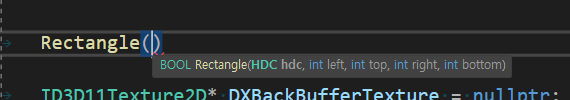 Rectangle()
BOOL Rectangle(HDC hdc, int left, int top, int right, int bottom)
ID3D11Texture2D* DXBackBufferTexture = nullptr;